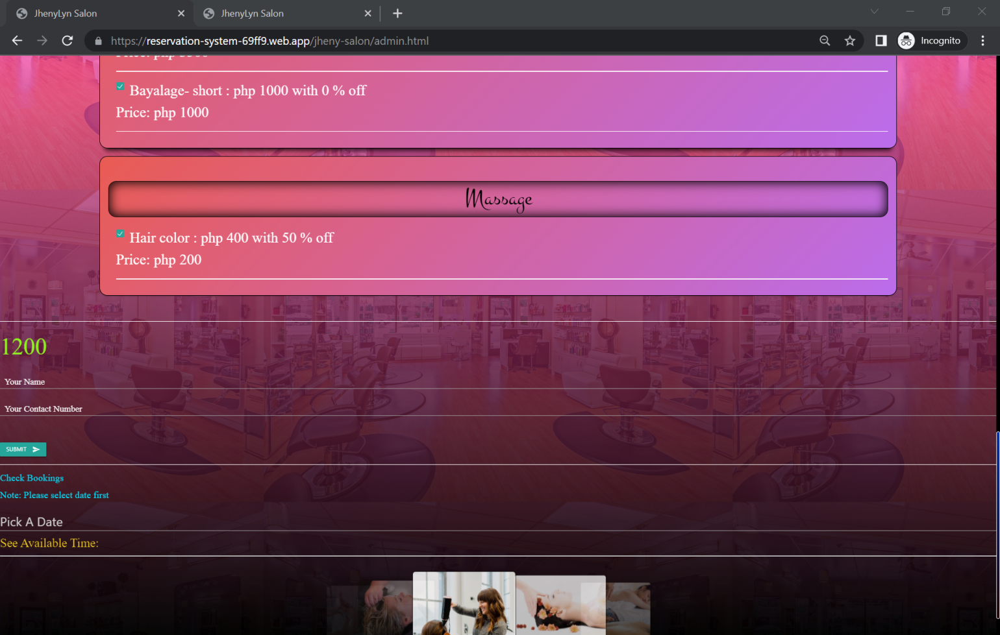 JhenyLyn Salon
JhenyLyn Salon
https://reservation-system-69ff9.web.app/jheny-salon/admin.html
Incognito
Bayalage- short : php 1000 with 0 % off
Price: php 1000
Massage
Hair color : php 400 with 50 % off
Price: php 200
1200
Your Name
Your Contact Number
SUBMIT
Check Bookings
Note: Please select date first
Pick A Date
See Available Time: